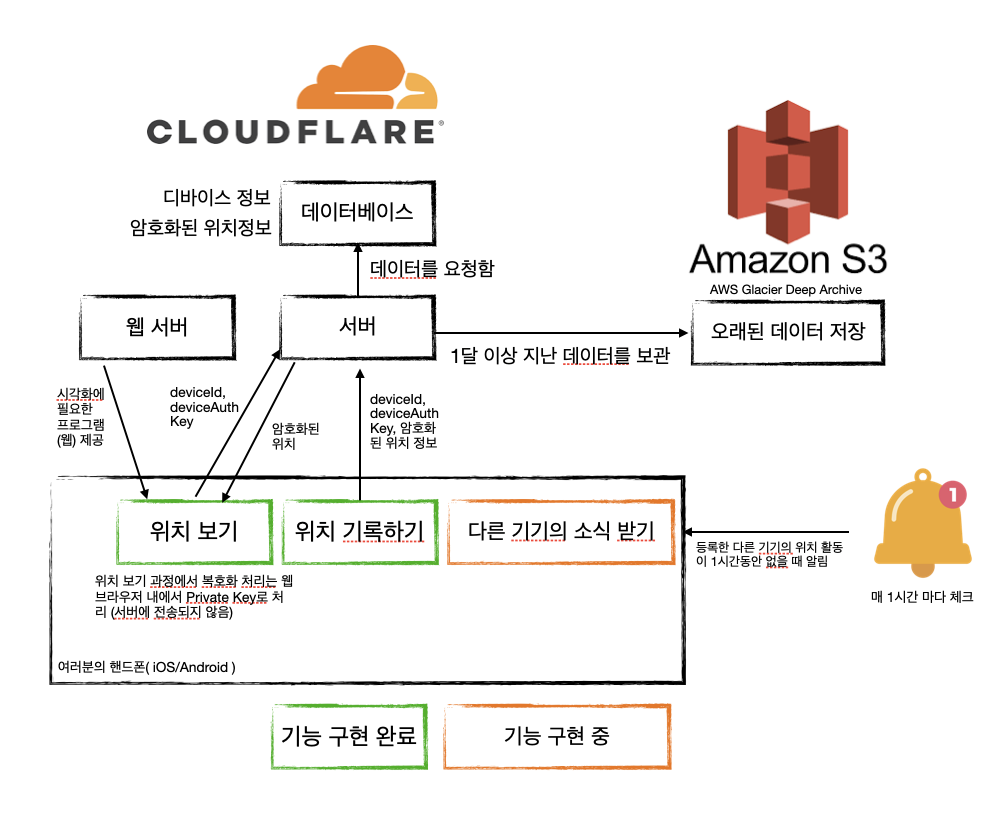 CLOUDFLARE®
디바이스 정보
암호화된 위치정보
데이터베이스
데이터를 요청함
Amazon S3
AWS Glacier Deep Archive
웹 서버
서버
오래된 데이터 저장
1달 이상 지난 데이터를 보관
시각화에
필요한
프로그램
(웹) 제공
deviceId,
deviceAuth
Key
암호화된
위치
deviceId,
deviceAuth
Key, 암호화
된 위치 정보
위치 보기
위치 기록하기
다른 기기의 소식 받기
1
등록한 다른 기기의 위치 활동
이 1시간동안 없을 때 알림
매 1시간 마다 체크
위치 보기 과정에서 복호화 처리는 웹
브라우저 내에서 Private Key로 처
리 (서버에 전송되지 않음)
여러분의 핸드폰( iOS/Android )
기능 구현 완료
기능 구현 중